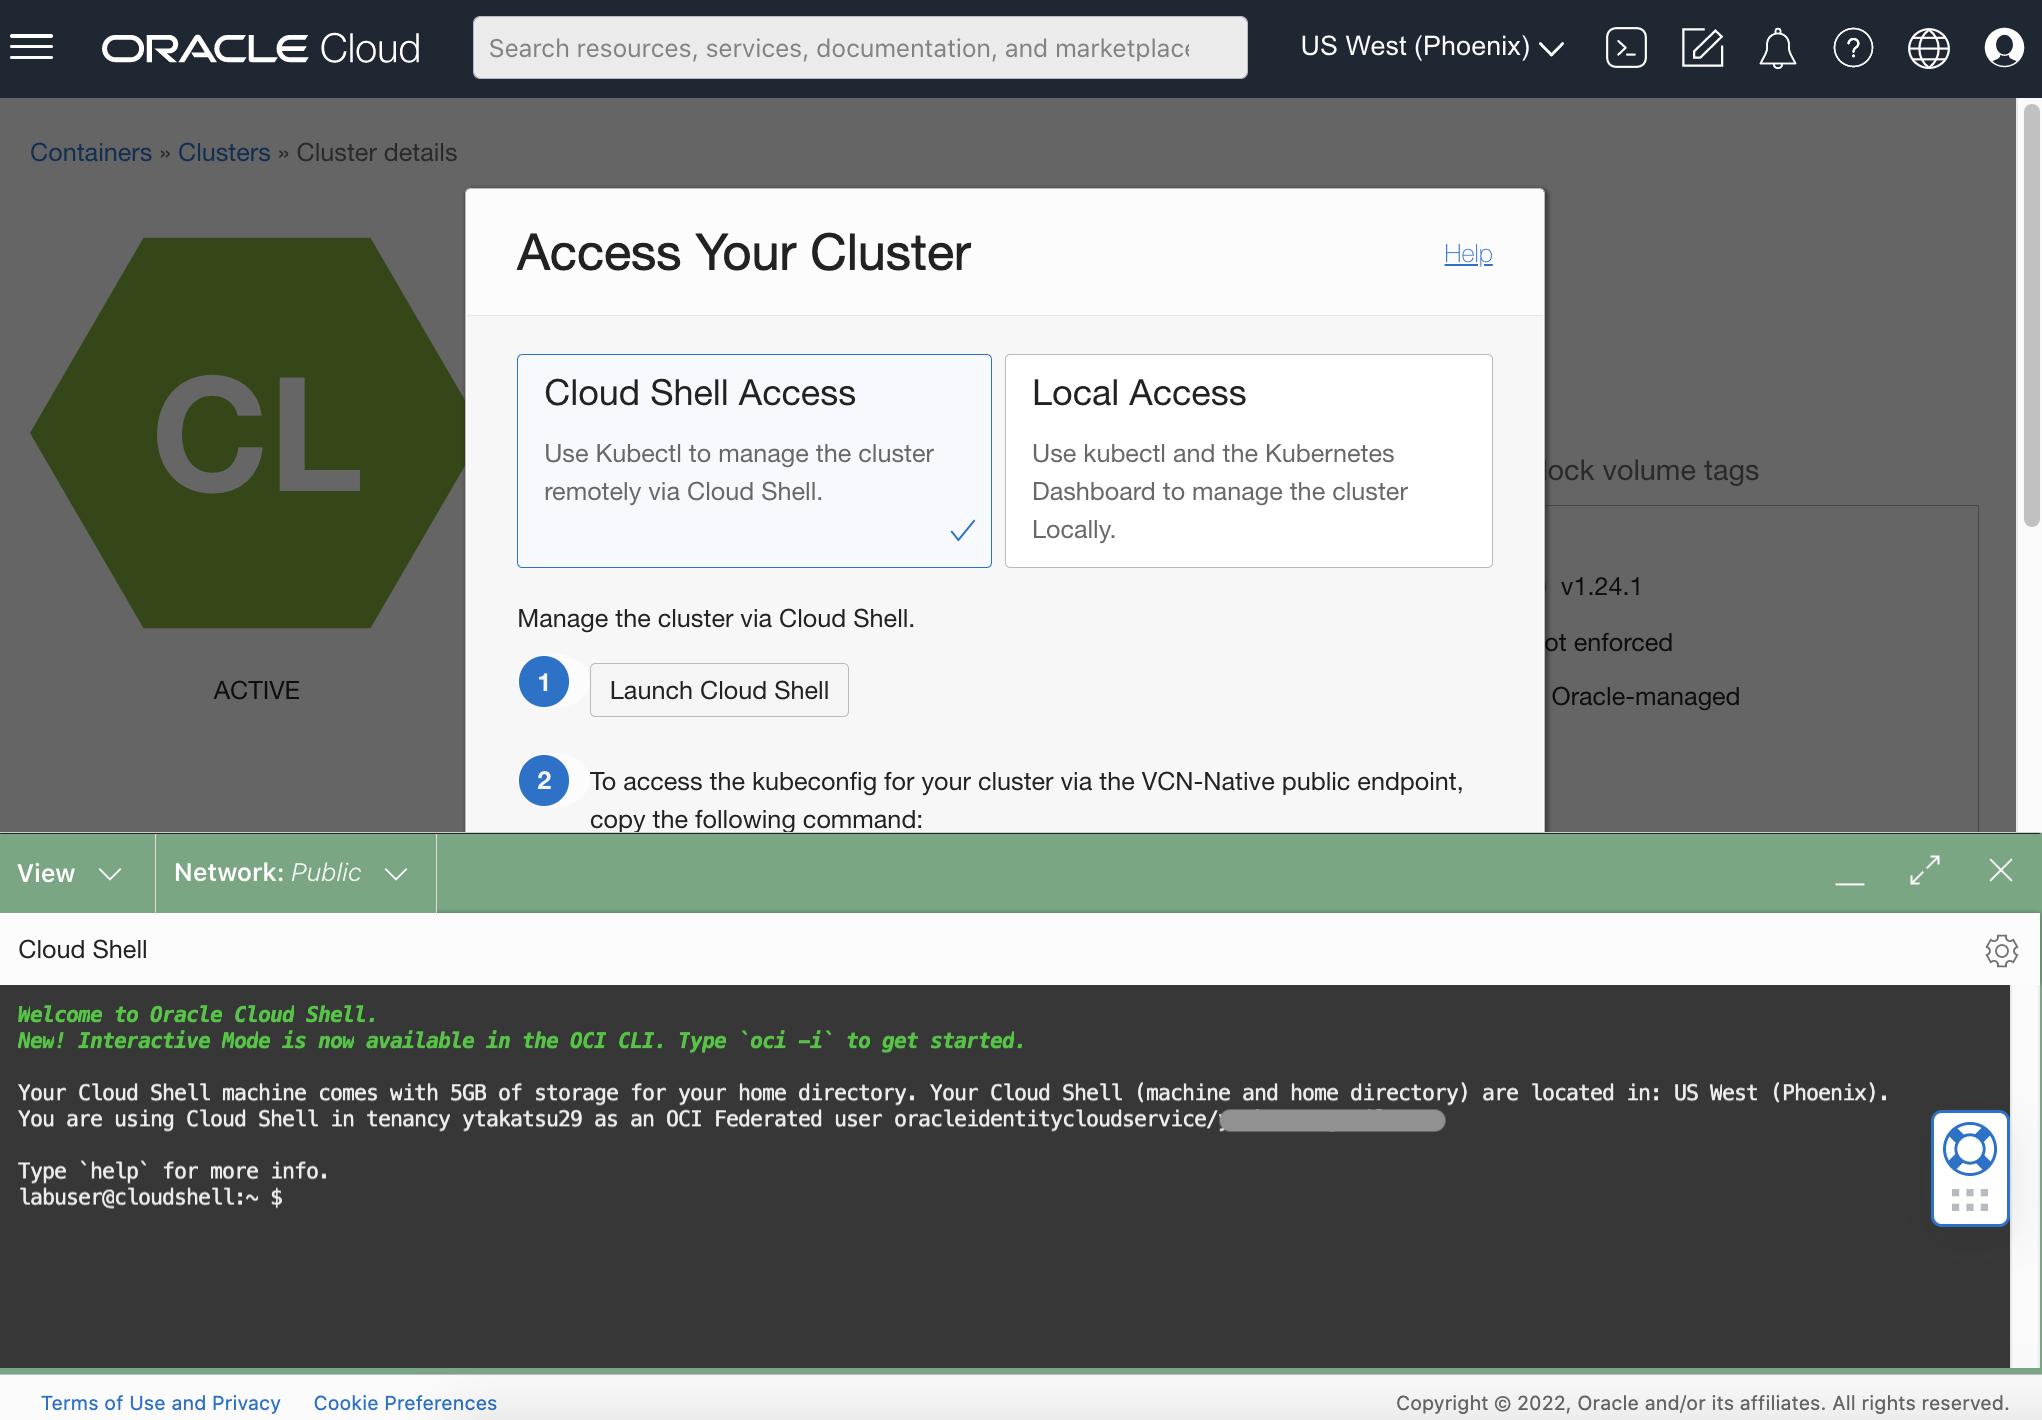 ORACLE Cloud
Search resources, services, documentation, and marketplace
US West (Phoenix)
Containers » Clusters » Cluster details
CL
ACTIVE
Access Your Cluster
Help
Cloud Shell Access
Use Kubectl to manage the cluster
remotely via Cloud Shell.
Local Access
Use kubectl and the Kubernetes
Dashboard to manage the cluster
Locally.
Manage the cluster via Cloud Shell.
1
Launch Cloud Shell
2
To access the kubeconfig for your cluster via the VCN-Native public endpoint,
copy the following command:
ock volume tags
v1.24.1
ot enforced
Oracle-managed
View
Network: Public
Cloud Shell
Welcome to Oracle Cloud Shell.
New! Interactive Mode is now available in the OCI CLI. Type `oci -i` to get started.
Your Cloud Shell machine comes with 5GB of storage for your home directory. Your Cloud Shell (machine and home directory) are located in: US West (Phoenix).
You are using Cloud Shell in tenancy ytakatsu29 as an OCI Federated user oracleidentitycloudservice/
Type `help` for more info.
labuser@cloudshell:~ $
Terms of Use and Privacy
Cookie Preferences
Copyright © 2022, Oracle and/or its affiliates. All rights reserved.